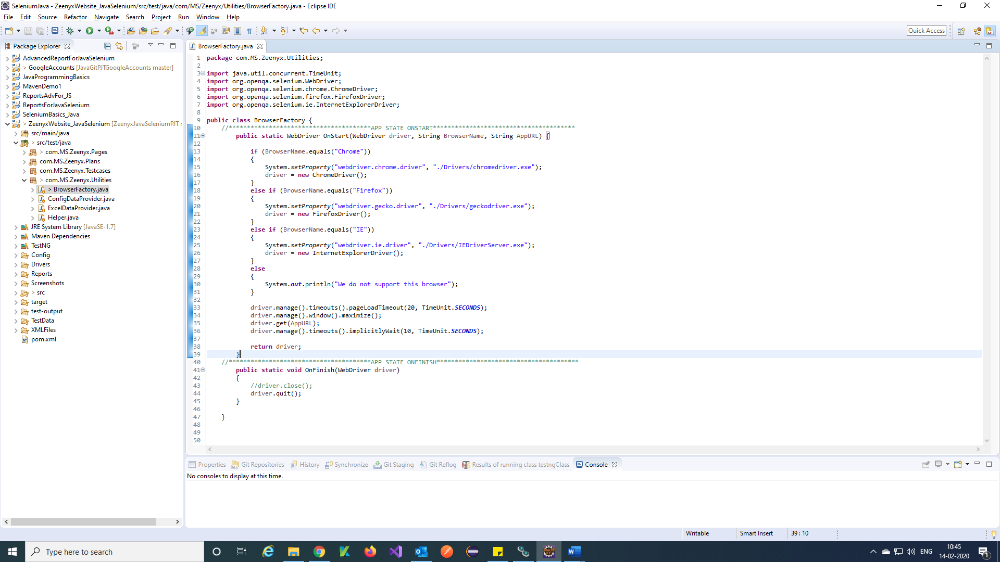 SeleniumJava - ZeenyxWebsite_JavaSelenium/src/test/java/com/MS/Zeenyx/Utilities/BrowserFactory.java - Eclipse IDE
File Edit Source Refactor Navigate Search Project Run Window Help
Quick Access
Package Explorer
AdvancedReportForJavaSelenium
> GoogleAccounts [JavaGitPJTGoogleAccounts master]
JavaProgrammingBasics
MavenDemo1
ReportsAdvFor_JS
ReportsForJavaSelenium
SeleniumBasics_Java
> ZeenyxWebsite_JavaSelenium [ZeenyxJavaSeleniumPJT r
src/main/java
> src/test/java
> com.MS.Zeenyx.Pages
com.MS.Zeenyx.Plans
com.MS.Zeenyx.Testcases
> com.MS.Zeenyx.Utilities
> BrowserFactory.java
ConfigDataProvider.java
ExcelDataProvider.java
Helper.java
JRE System Library [JavaSE-1.7]
Maven Dependencies
TestNG
Config
Drivers
Reports
Screenshots
> src
target
test-output
TestData
XMLFiles
pom.xml
BrowserFactory.java
1 package com.MS.Zeenyx.Utilities;
2
3 import java.util.concurrent.TimeUnit;
4 import org.openqa.selenium.WebDriver;
5 import org.openqa.selenium.chrome.ChromeDriver;
6 import org.openqa.selenium.firefox.FirefoxDriver;
7 import org.openqa.selenium.ie.InternetExplorerDriver;
8
9 public class BrowserFactory {
10 //***************************************APP STATE ONSTART***************************************
11 public static WebDriver OnStart(WebDriver driver, String BrowserName, String AppURL) {
12
13 if (BrowserName.equals("Chrome"))
14 {
15 System.setProperty("webdriver.chrome.driver", "./Drivers/chromedriver.exe");
16 driver = new ChromeDriver();
17 }
18 else if (BrowserName.equals("Firefox"))
19 {
20 System.setProperty("webdriver.gecko.driver", "./Drivers/geckodriver.exe");
21 driver = new FirefoxDriver();
22 }
23 else if (BrowserName.equals("IE"))
24 {
25 System.setProperty("webdriver.ie.driver", "./Drivers/IEDriverServer.exe");
26 driver = new InternetExplorerDriver();
27 }
28 else
29 {
30 System.out.println("We do not support this browser");
31 }
32
33 driver.manage().timeouts().pageLoadTimeout(20, TimeUnit.SECONDS);
34 driver.manage().window().maximize();
35 driver.get(AppURL);
36 driver.manage().timeouts().implicitlyWait(10, TimeUnit.SECONDS);
37
38 return driver;
39 }
40 //***************************************APP STATE ONFINISH***************************************
41 public static void OnFinish(WebDriver driver)
42 {
43 //driver.close();
44 driver.quit();
45 }
46
47 }
48
49
50
Properties Git Repositories History Synchronize Git Staging Git Reflog Results of running class testngClass Console
No consoles to display at this time.
Writable Smart Insert 39 : 10
Type here to search
ENG
10:45
14-02-2020
1